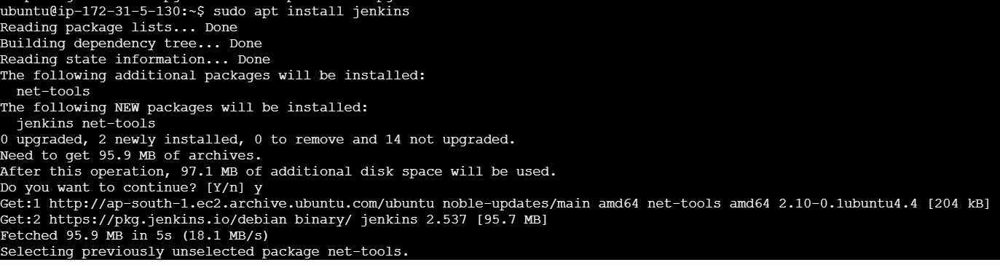 ubuntu@ip-172-31-5-130:~$ sudo apt install jenkins
Reading package lists... Done
Building dependency tree... Done
Reading state information... Done
The following additional packages will be installed:
  net-tools
The following NEW packages will be installed:
  jenkins net-tools
0 upgraded, 2 newly installed, 0 to remove and 14 not upgraded.
Need to get 95.9 MB of archives.
After this operation, 97.1 MB of additional disk space will be used.
Do you want to continue? [Y/n] y
Get:1 http://ap-south-1.ec2.archive.ubuntu.com/ubuntu noble-updates/main amd64 net-tools amd64 2.10-0.1ubuntu4.4 [204 kB]
Get:2 https://pkg.jenkins.io/debian binary/ jenkins 2.537 [95.7 MB]
Fetched 95.9 MB in 5s (18.1 MB/s)
Selecting previously unselected package net-tools.